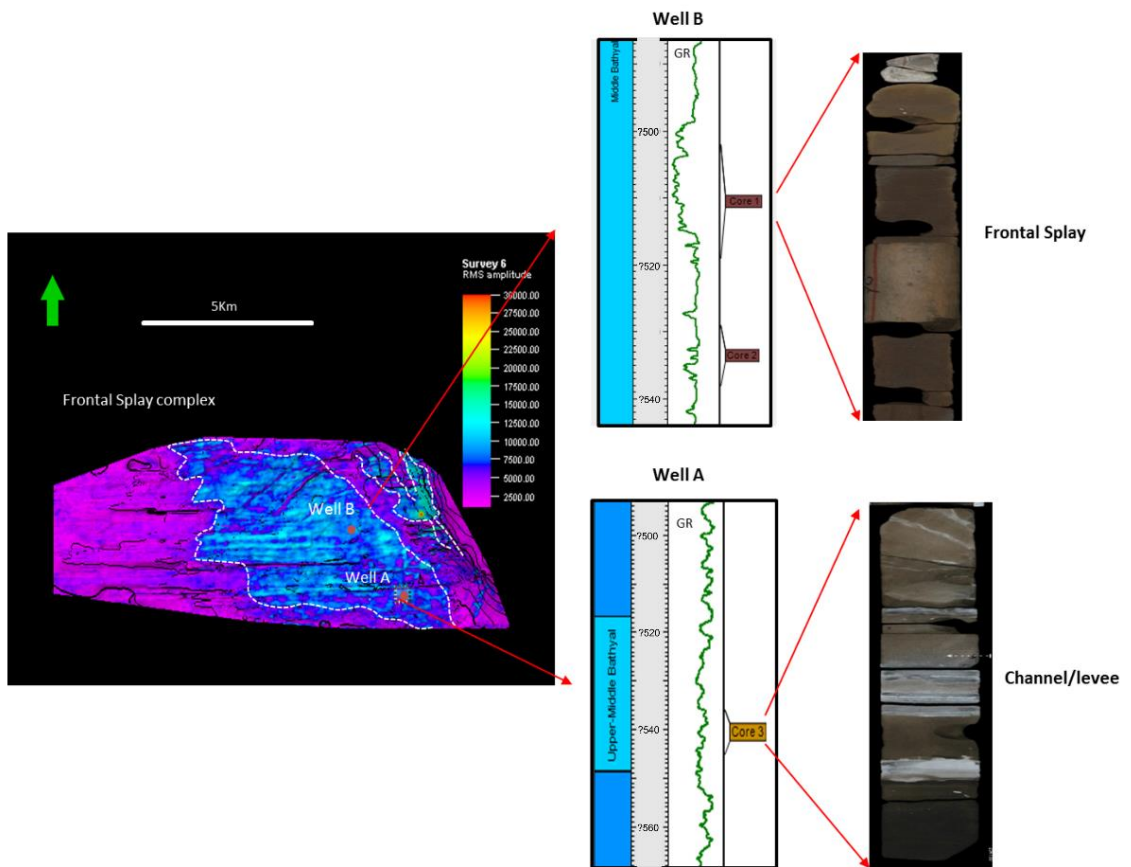 Well B
Middle Bathyal
GR
?500
?520
?540
Core 1
Core 2
Frontal Splay
Survey 6
RMS amplitude
30000.00
27500.00
25000.00
22500.00
20000.00
17500.00
15000.00
12500.00
10000.00
7500.00
5000.00
2500.00
5Km
Frontal Splay complex
Well B
Well A
Well A
Upper-Middle Bathyal
GR
?500
?520
?540
?560
Core 3
Channel/levee